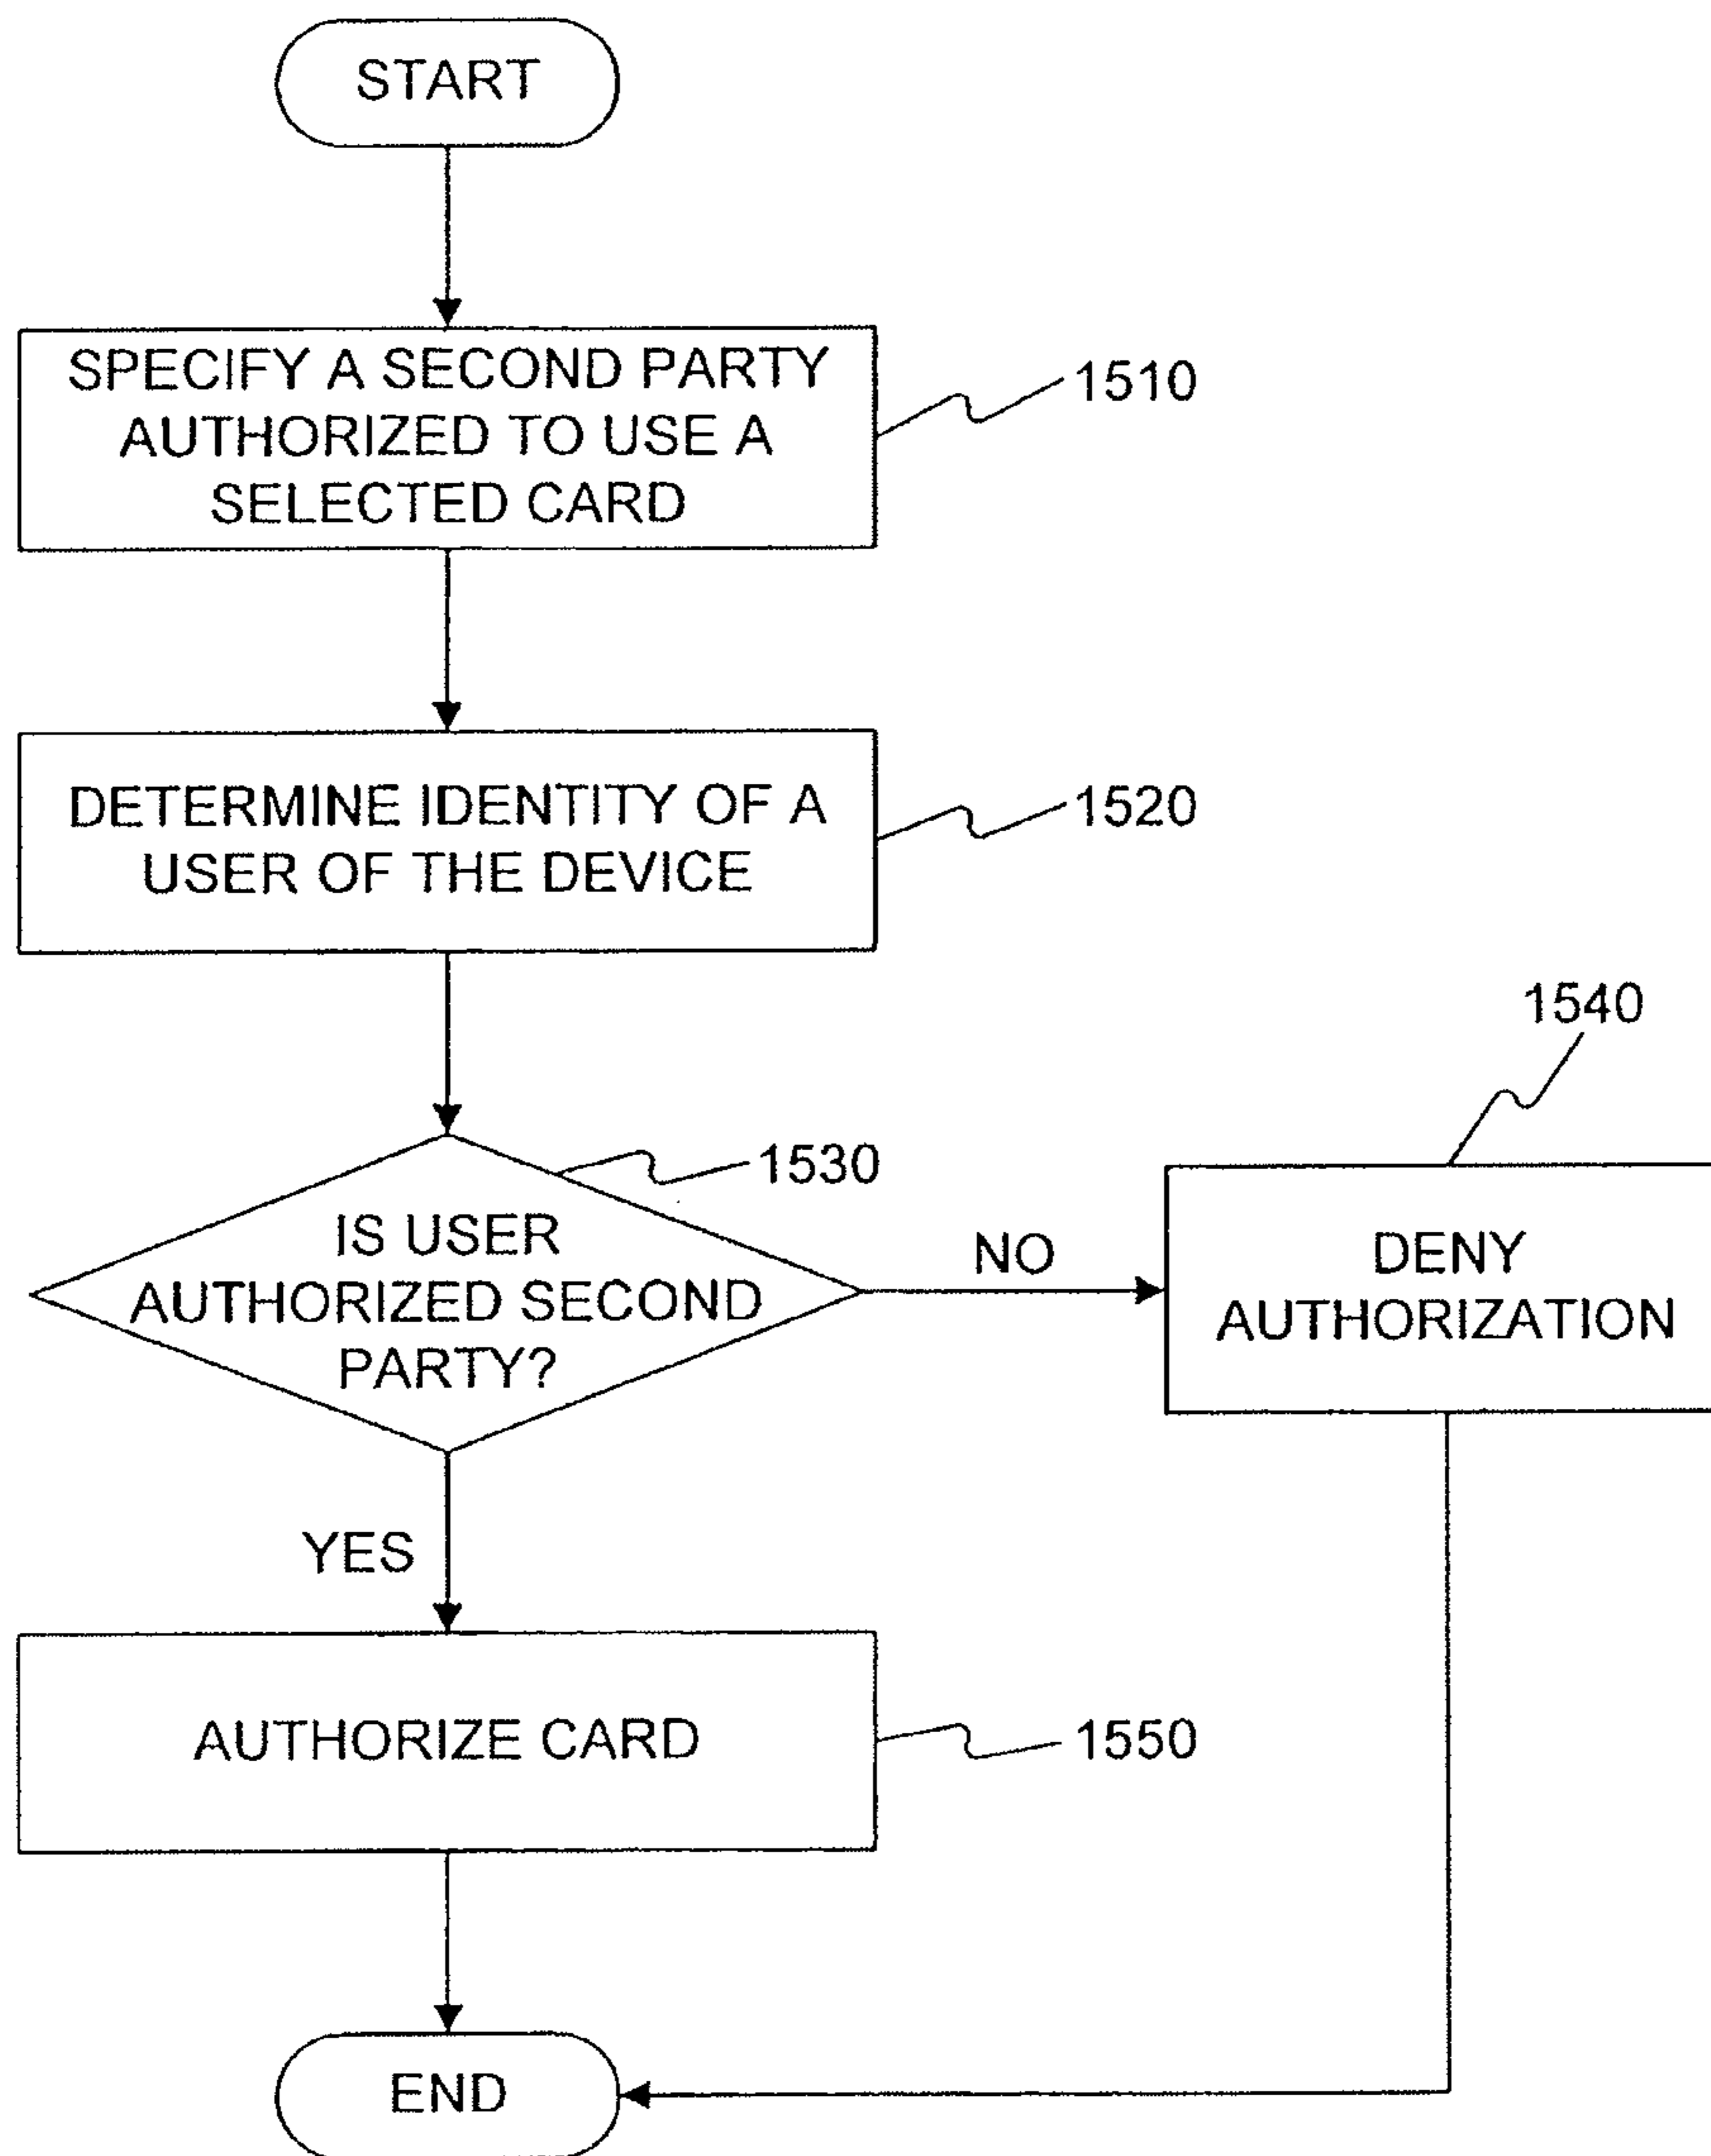 START
SPECIFY A SECOND PARTY
AUTHORIZED TO USE A
SELECTED CARD
1510
DETERMINE IDENTITY OF A
USER OF THE DEVICE
1520
1530
IS USER
AUTHORIZED SECOND
PARTY?
NO
1540
DENY
AUTHORIZATION
YES
AUTHORIZE CARD
1550
END